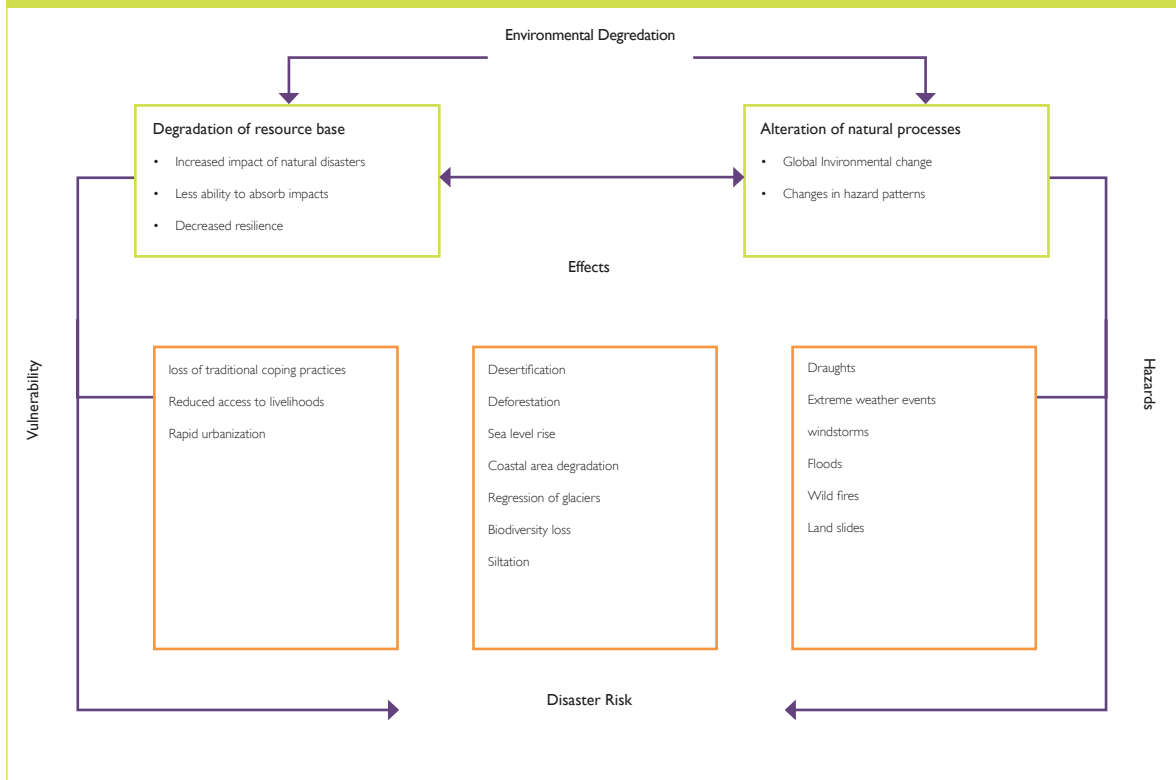 Environmental Degredation
Degradation of resource base
• Increased impact of natural disasters
• Less ability to absorb impacts
• Decreased resilience
Alteration of natural processes
• Global Invironmental change
• Changes in hazard patterns
Effects
Vulnerability
loss of traditional coping practices
Reduced access to livelihoods
Rapid urbanization
Desertification
Deforestation
Sea level rise
Coastal area degradation
Regression of glaciers
Biodiversity loss
Siltation
Draughts
Extreme weather events
windstorms
Floods
Wild fires
Land slides
Hazards
Disaster Risk